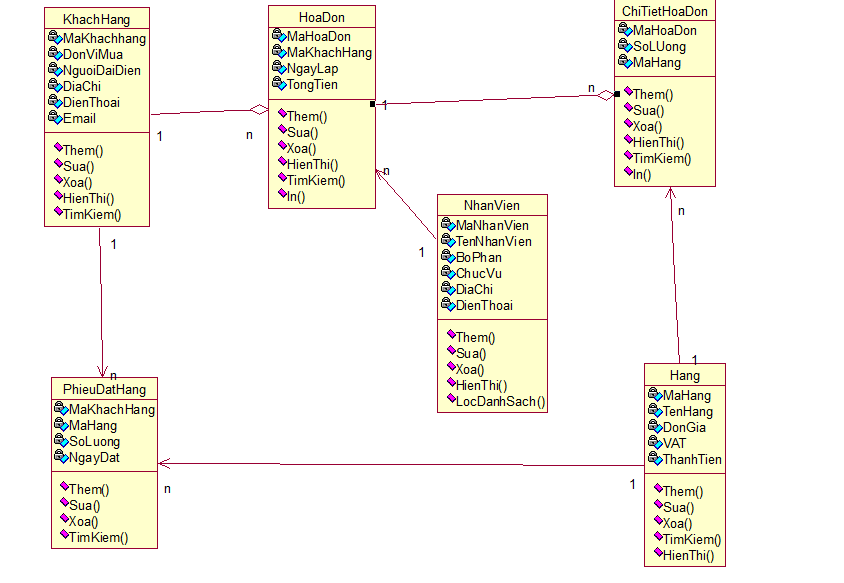 KhachHang
MaKhachhang
DonViMua
NguoiDaiDien
DiaChi
DienThoai
Email
Them()
Sua()
Xoa()
HienThi()
TimKiem()
HoaDon
MaHoaDon
MaKhachHang
NgayLap
TongTien
Them()
Sua()
Xoa()
HienThi()
TimKiem()
In()
ChiTietHoaDon
MaHoaDon
SoLUong
MaHang
Them()
Sua()
Xoa()
HienThi()
TimKiem()
In()
1
n
1
n
n
1
n
1
NhanVien
MaNhanVien
TenNhanVien
BoPhan
ChucVu
DiaChi
DienThoai
Them()
Sua()
Xoa()
HienThi()
LocDanhSach()
1
n
PhieuDatHang
MaKhachHang
MaHang
SoLuong
NgayDat
Them()
Sua()
Xoa()
TimKiem()
n
1
Hang
MaHang
TenHang
DonGia
VAT
ThanhTien
Them()
Sua()
Xoa()
TimKiem()
HienThi()